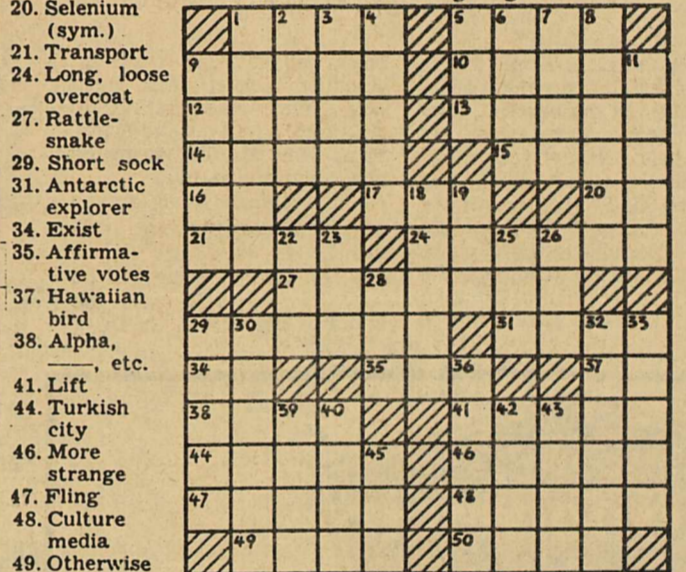 20. Selenium
(sym.)
21. Transport
24. Long, loose
overcoat
27. Rattle-
snake
29. Short sock
31. Antarctic
explorer
34. Exist
35. Affirma-
tive votes
37. Hawaiian
bird
38. Alpha,
——, etc.
41. Lift
44. Turkish
city
46. More
strange
47. Fling
48. Culture
media
49. Otherwise
1 2 3 4 5 6 7 8
9 10 11
12 13
14 15
16 17 18 19 20
21 22 23 24 25 26
27 28
29 30 31 32 33
34 35 36 37
38 39 40 41 42 43
44 45 46
47 48
49 50